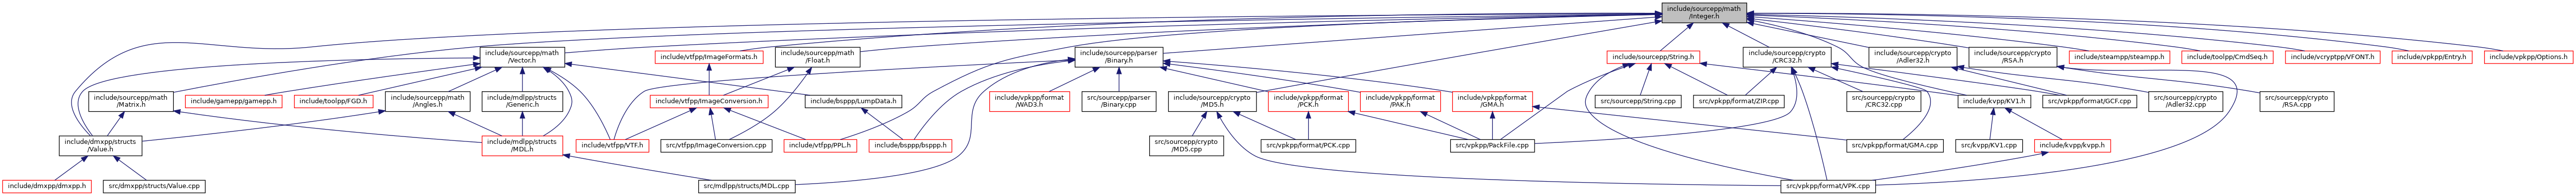 include/sourcepp/math
/Integer.h
include/sourcepp/math
/Vector.h
include/vtfpp/ImageFormats.h
include/sourcepp/math
/Float.h
include/sourcepp/parser
/Binary.h
include/sourcepp/String.h
include/sourcepp/crypto
/CRC32.h
include/sourcepp/crypto
/Adler32.h
include/sourcepp/crypto
/RSA.h
include/steampp/steampp.h
include/toolpp/CmdSeq.h
include/vcryptpp/VFONT.h
include/vpkpp/Entry.h
include/vpkpp/Options.h
include/sourcepp/math
/Matrix.h
include/gamepp/gamepp.h
include/toolpp/FGD.h
include/sourcepp/math
/Angles.h
include/mdlpp/structs
/Generic.h
include/vtfpp/ImageConversion.h
include/bsppp/LumpData.h
include/vpkpp/format
/WAD3.h
src/sourcepp/parser
/Binary.cpp
include/sourcepp/crypto
/MD5.h
include/vpkpp/format
/PCK.h
include/vpkpp/format
/PAK.h
include/vpkpp/format
/GMA.h
src/sourcepp/String.cpp
src/vpkpp/format/ZIP.cpp
src/sourcepp/crypto
/CRC32.cpp
include/kvpp/KV1.h
src/vpkpp/format/GCF.cpp
src/sourcepp/crypto
/Adler32.cpp
src/sourcepp/crypto
/RSA.cpp
include/dmxpp/structs
/Value.h
include/mdlpp/structs
/MDL.h
include/vtfpp/VTF.h
src/vtfpp/ImageConversion.cpp
include/vtfpp/PPL.h
include/bsppp/bsppp.h
src/sourcepp/crypto
/MD5.cpp
src/vpkpp/format/PCK.cpp
src/vpkpp/PackFile.cpp
src/vpkpp/format/GMA.cpp
src/kvpp/KV1.cpp
include/kvpp/kvpp.h
include/dmxpp/dmxpp.h
src/dmxpp/structs/Value.cpp
src/mdlpp/structs/MDL.cpp
src/vpkpp/format/VPK.cpp